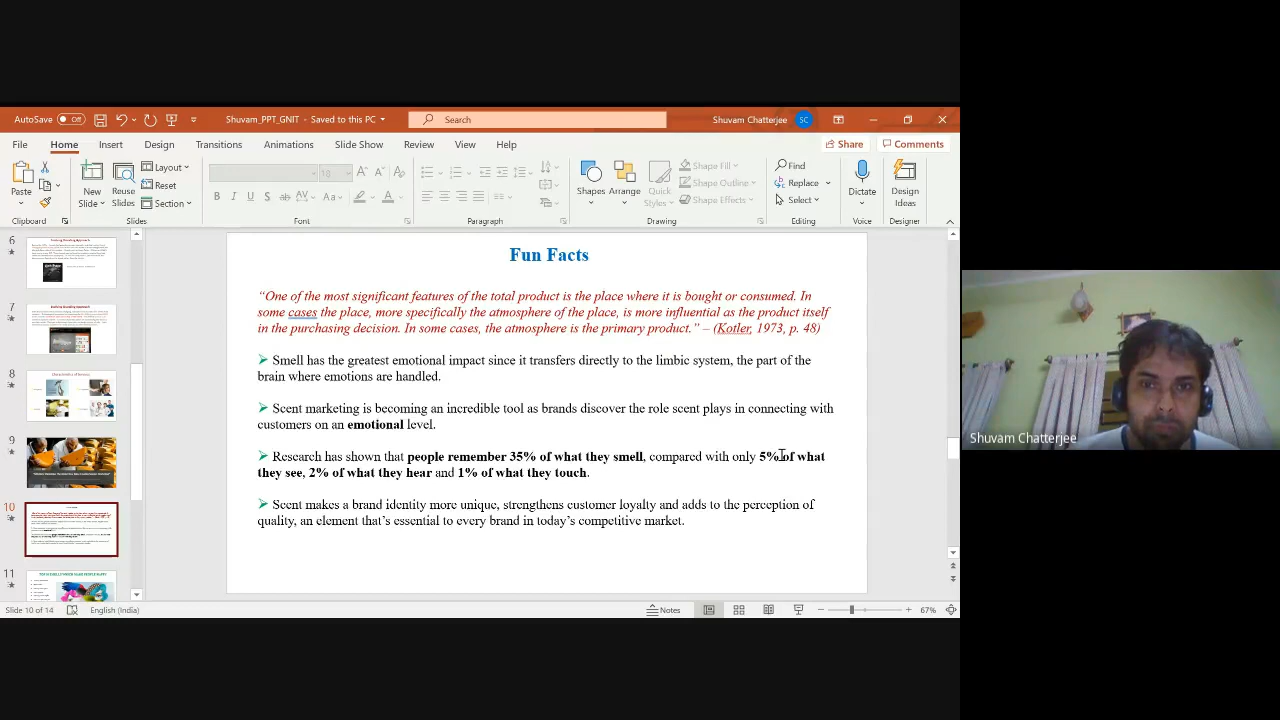 AutoSave Off Shuvam_PPT_GNIT - Saved to this PC Search Shuvam Chatterjee SC
File Home Insert Design Transitions Animations Slide Show Review View Help Share Comments
Paste New Slide Reuse Slides Layout Reset Section 10 Shapes Arrange Quick Styles Shape Fill Shape Outline Shape Effects Find Replace Select Dictate Design Ideas
Clipboard Slides Font Paragraph Drawing Editing Voice Designer
6
7
8
9
10
11
Fun Facts
“One of the most significant features of the total product is the place where it is bought or consumed. In
some cases, the place, more specifically the atmosphere of the place, is more influential than the product itself
in the purchasing decision. In some cases, the atmosphere is the primary product.” – (Kotler, 1973, p. 48)
➢ Smell has the greatest emotional impact since it transfers directly to the limbic system, the part of the
brain where emotions are handled.
➢ Scent marketing is becoming an incredible tool as brands discover the role scent plays in connecting with
customers on an emotional level.
➢ Research has shown that people remember 35% of what they smell, compared with only 5% of what
they see, 2% of what they hear and 1% of what they touch.
➢ Scent makes a brand identity more unique, strengthens customer loyalty and adds to the perception of
quality, an element that’s essential to every brand in today’s competitive market.
Slide 10 of 14 English (India) Notes 67%
Shuvam Chatterjee